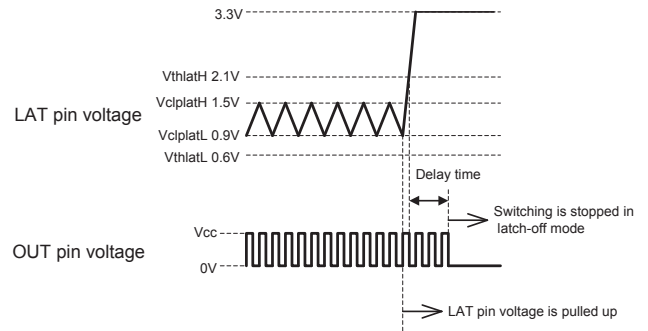 3.3V
VthlatH 2.1V
VclplatH 1.5V
LAT pin voltage
VclplatL 0.9V
VthlatL 0.6V
Delay time
Switching is stopped in
latch-off mode
Vcc
OUT pin voltage
0V
LAT pin voltage is pulled up